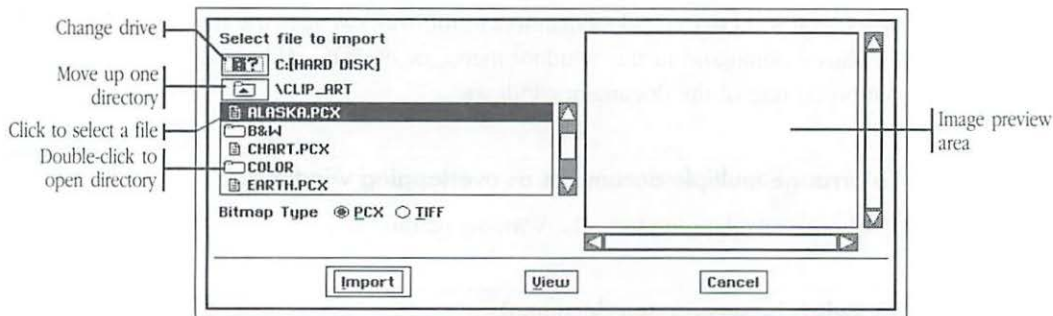 Change drive
Move up one
directory
Click to select a file
Double-click to
open directory
Select file to import
C:[HARD DISK]
\CLIP_ART
ALASKA.PCX
B&W
CHART.PCX
COLOR
EARTH.PCX
Bitmap Type PCX TIFF
Import View Cancel
Image preview
area